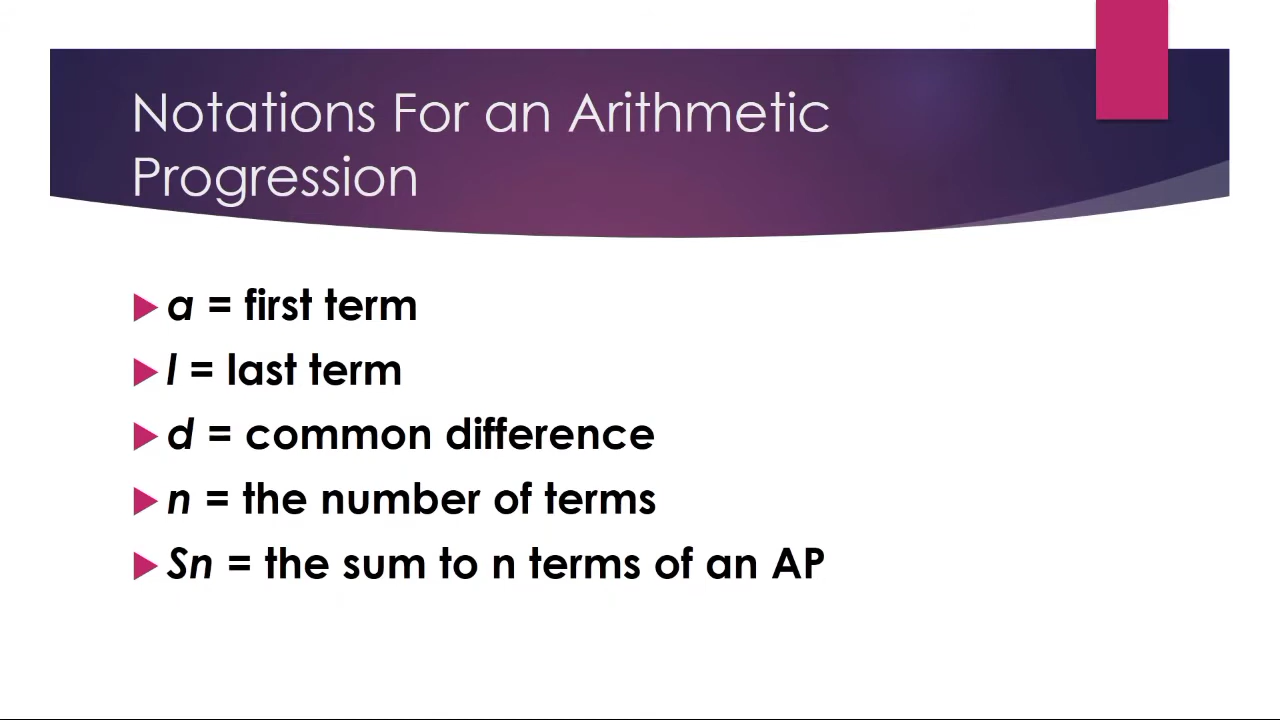 Notations For an Arithmetic
Progression
a = first term
l = last term
d = common difference
n = the number of terms
Sn = the sum to n terms of an AP